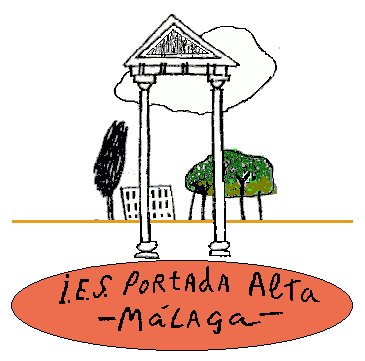 I.E.S. PORTADA ALTA
-MÁLAGA-